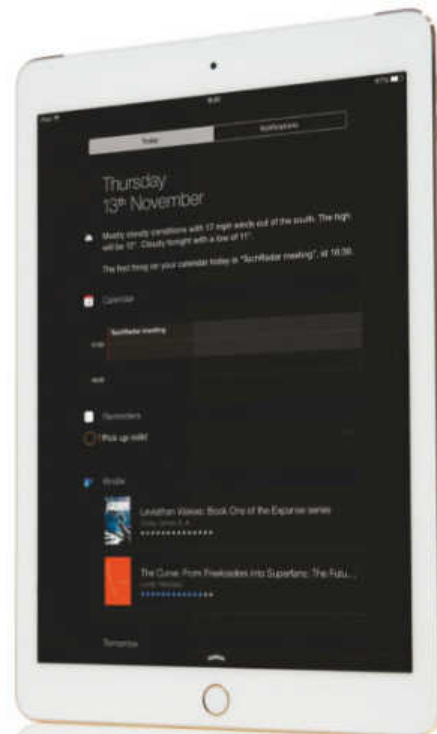 97%
Today
Notifications
Thursday
13th November
Mostly cloudy conditions with 17 mph winds out of the south. The high
will be 12°. Cloudy tonight with a low of 11°.
The first thing on your calendar today is "TechRadar meeting", at
Calendar
TechRadar meeting
Reminders
Pick up milk!
Kindle
Leviathan Wakes: Book One of the Expanse series
The Curve: From Freeloaders into Superfans: The Futu...
Tomorrow